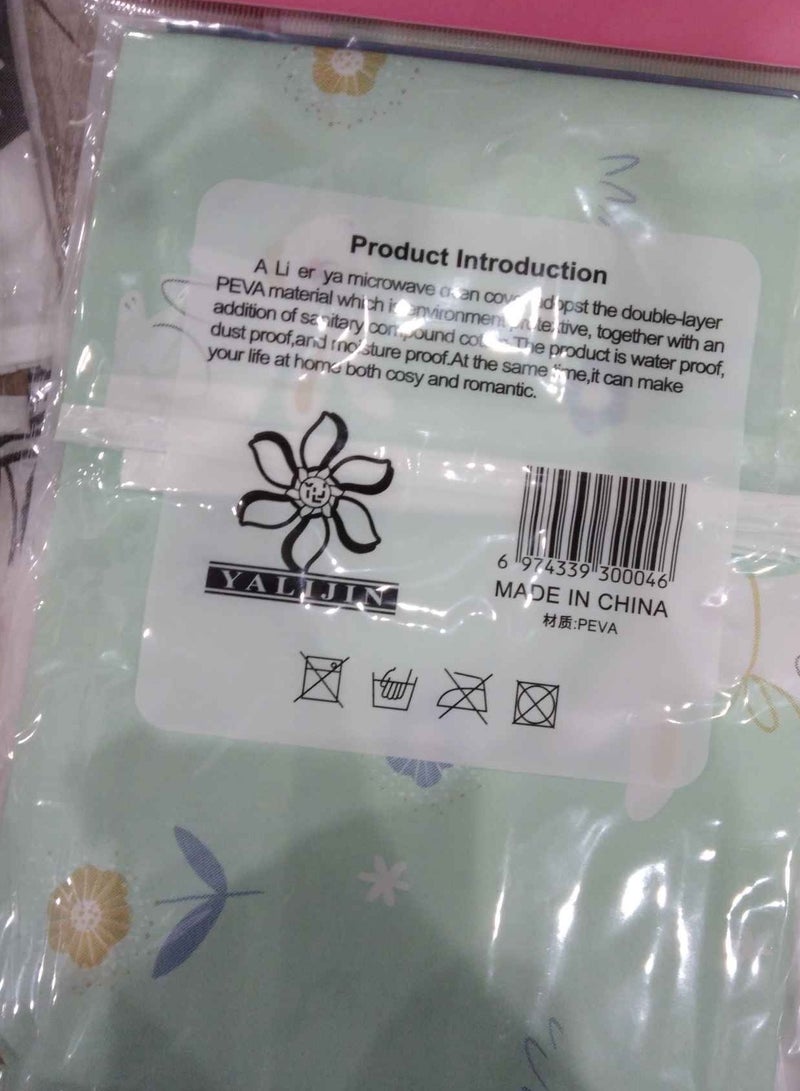 Product Introduction
A Li er ya microwave oven cover adopst the double-layer
PEVA material which is environment protective, together with an
addition of sanitary compound The product is water proof,
dust proof,and moisture proof.At the same time,it can make
your life at home both cosy and romantic.
YALIJIN
6 974339 300046
MADE IN CHINA
材质:PEVA